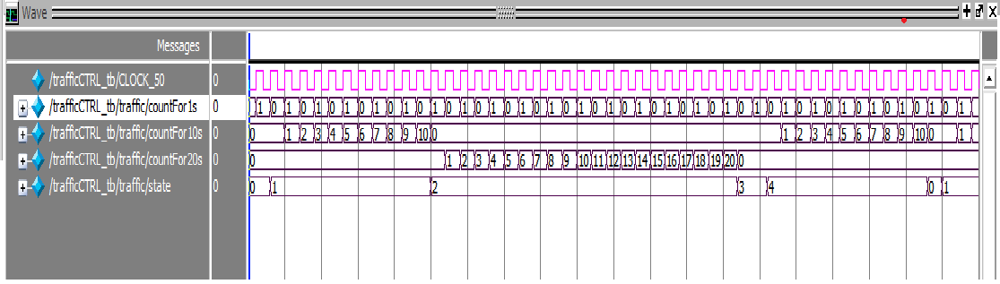 Wave
Messages
/trafficCTRL_tb/CLOCK_50 0
/trafficCTRL_tb/traffic/countFor1s 0 1 0 1 0 1 0 1 0 1 0 1 0 1 0 1 0 1 0 1 0 1 0 1 0 1 0 1 0 1 0 1 0 1 0 1 0 1 0 1 0 1 0 1 0 1 0 1 0 1
/trafficCTRL_tb/traffic/countFor10s 0 0 1 2 3 4 5 6 7 8 9 10 0 1 2 3 4 5 6 7 8 9 10 0 1
/trafficCTRL_tb/traffic/countFor20s 0 0 1 2 3 4 5 6 7 8 9 10 11 12 13 14 15 16 17 18 19 20 0
/trafficCTRL_tb/traffic/state 0 0 1 2 3 4 0 1